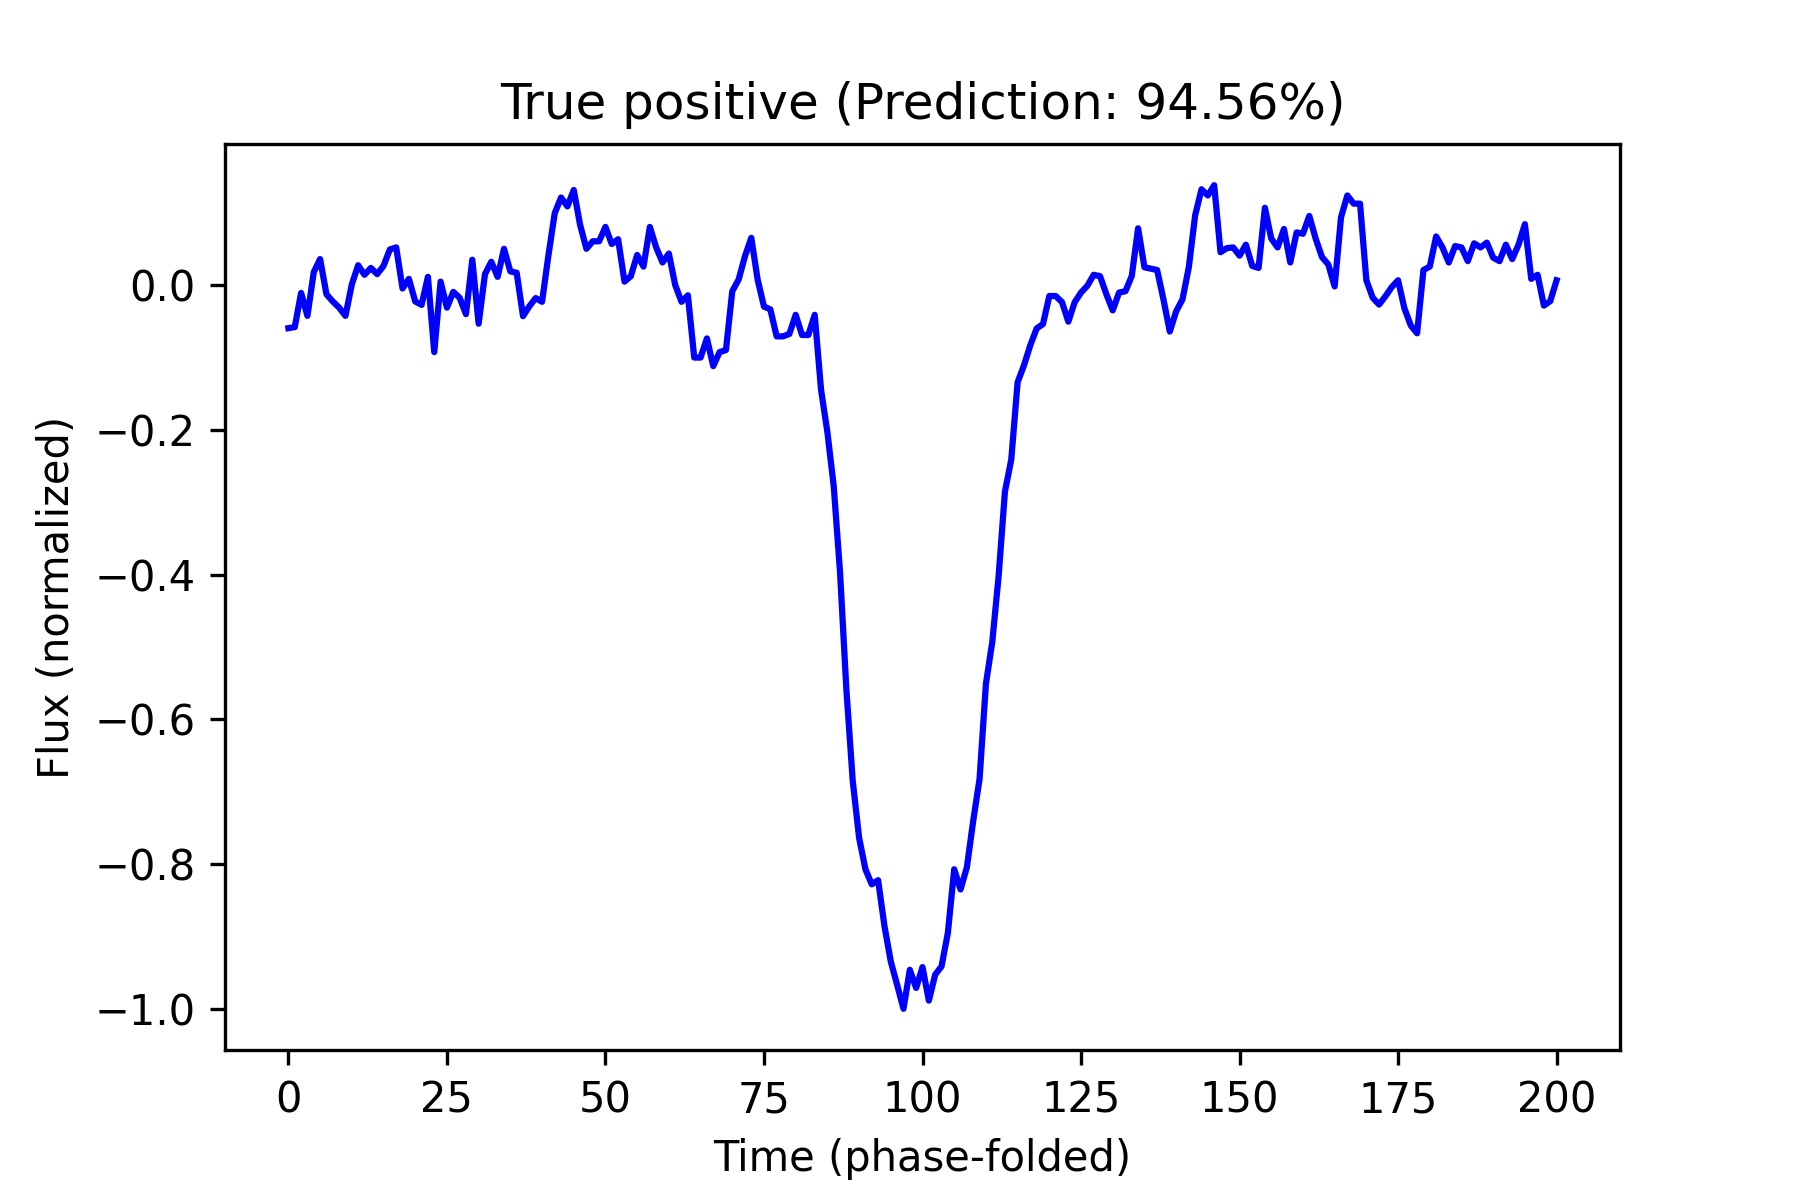 True positive (Prediction: 94.56%)
Flux (normalized)
0.0
−0.2
−0.4
−0.6
−0.8
−1.0
0 25 50 75 100 125 150 175 200
Time (phase-folded)